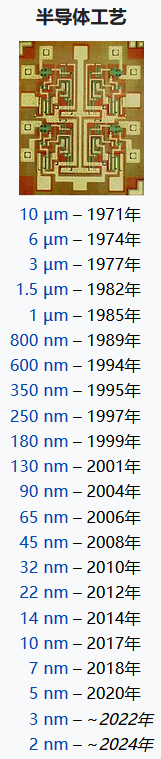 半导体工艺
10 μm – 1971年
6 μm – 1974年
3 μm – 1977年
1.5 μm – 1982年
1 μm – 1985年
800 nm – 1989年
600 nm – 1994年
350 nm – 1995年
250 nm – 1997年
180 nm – 1999年
130 nm – 2001年
90 nm – 2004年
65 nm – 2006年
45 nm – 2008年
32 nm – 2010年
22 nm – 2012年
14 nm – 2014年
10 nm – 2017年
7 nm – 2018年
5 nm – 2020年
3 nm – ~2022年
2 nm – ~2024年